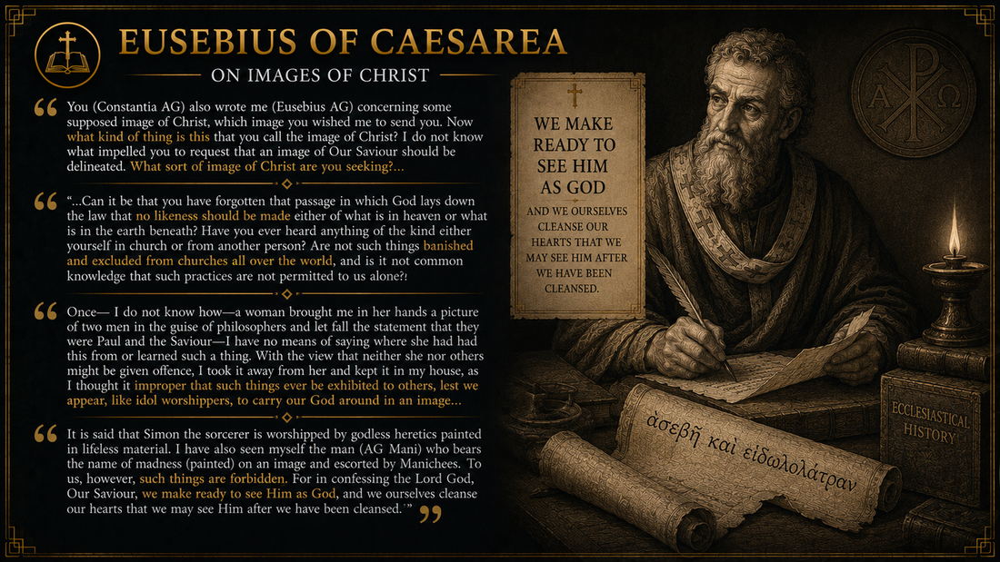 EUSEBIUS OF CAESAREA
ON IMAGES OF CHRIST
“ You (Constantia AG) also wrote me (Eusebius AG) concerning some
supposed image of Christ, which image you wished me to send you. Now
what kind of thing is this that you call the image of Christ? I do not know
what impelled you to request that an image of Our Saviour should be
delineated. What sort of image of Christ are you seeking?...
“ “...Can it be that you have forgotten that passage in which God lays down
the law that no likeness should be made either of what is in heaven or what
is in the earth beneath? Have you ever heard anything of the kind either
yourself in church or from another person? Are not such things banished
and excluded from churches all over the world, and is it not common
knowledge that such practices are not permitted to us alone?!
“ Once— I do not know how—a woman brought me in her hands a picture
of two men in the guise of philosophers and let fall the statement that they
were Paul and the Saviour—I have no means of saying where she had had
this from or learned such a thing. With the view that neither she nor others
might be given offence, I took it away from her and kept it in my house, as
I thought it improper that such things ever be exhibited to others, lest we
appear, like idol worshippers, to carry our God around in an image...
“ It is said that Simon the sorcerer is worshipped by godless heretics painted
in lifeless material. I have also seen myself the man (AG Mani) who bears
the name of madness (painted) on an image and escorted by Manichees. To
us, however, such things are forbidden. For in confessing the Lord God,
Our Saviour, we make ready to see Him as God, and we ourselves cleanse
our hearts that we may see Him after we have been cleansed.'” ”
WE MAKE
READY TO
SEE HIM
AS GOD
AND WE OURSELVES
CLEANSE OUR
HEARTS THAT WE
MAY SEE HIM AFTER
WE HAVE BEEN
CLEANSED.
Α Ω
ECCLESIASTICAL
HISTORY
ἀσεβῆ καὶ εἰδωλολάτραν